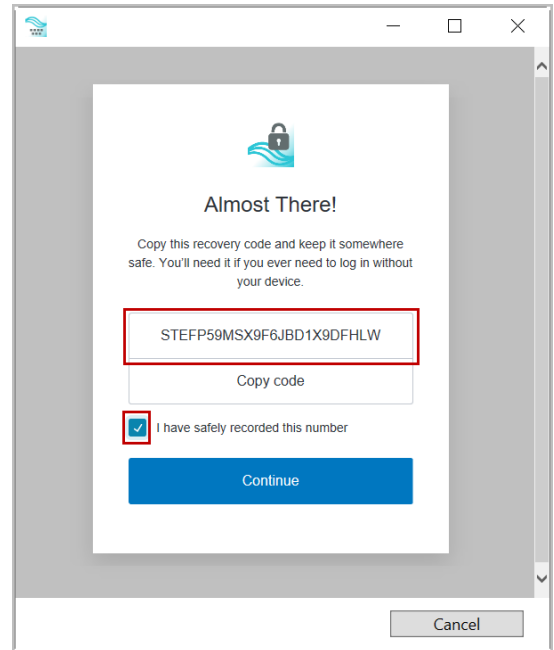 Almost There!
Copy this recovery code and keep it somewhere
safe. You'll need it if you ever need to log in without
your device.
STEFP59MSX9F6JBD1X9DFHLW
Copy code
I have safely recorded this number
Continue
Cancel